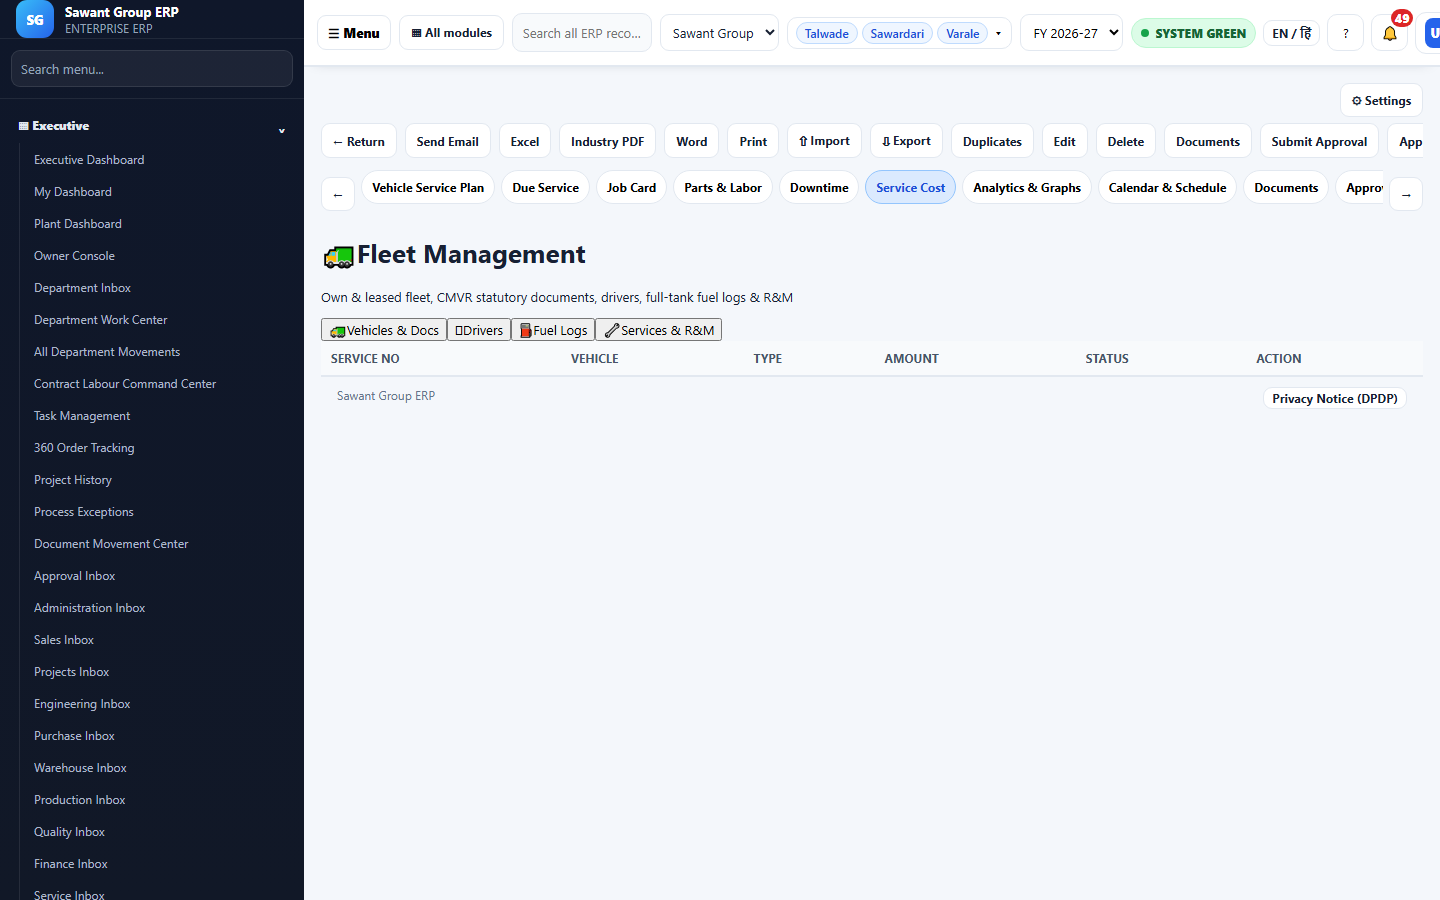 SG
Sawant Group ERP
ENTERPRISE ERP
Search menu...
Executive
Executive Dashboard
My Dashboard
Plant Dashboard
Owner Console
Department Inbox
Department Work Center
All Department Movements
Contract Labour Command Center
Task Management
360 Order Tracking
Project History
Process Exceptions
Document Movement Center
Approval Inbox
Administration Inbox
Sales Inbox
Projects Inbox
Engineering Inbox
Purchase Inbox
Warehouse Inbox
Production Inbox
Quality Inbox
Finance Inbox
Service Inbox
☰ Menu All modules Search all ERP reco... Sawant Group Talwade Sawardari Varale FY 2026-27 SYSTEM GREEN EN / हिं ? 49 U
⚙ Settings
← Return Send Email Excel Industry PDF Word Print ⇧ Import ⇩ Export Duplicates Edit Delete Documents Submit Approval App
← Vehicle Service Plan Due Service Job Card Parts & Labor Downtime Service Cost Analytics & Graphs Calendar & Schedule Documents Approv →
Fleet Management
Own & leased fleet, CMVR statutory documents, drivers, full-tank fuel logs & R&M
Vehicles & Docs Drivers Fuel Logs Services & R&M
SERVICE NO VEHICLE TYPE AMOUNT STATUS ACTION
Sawant Group ERP Privacy Notice (DPDP)